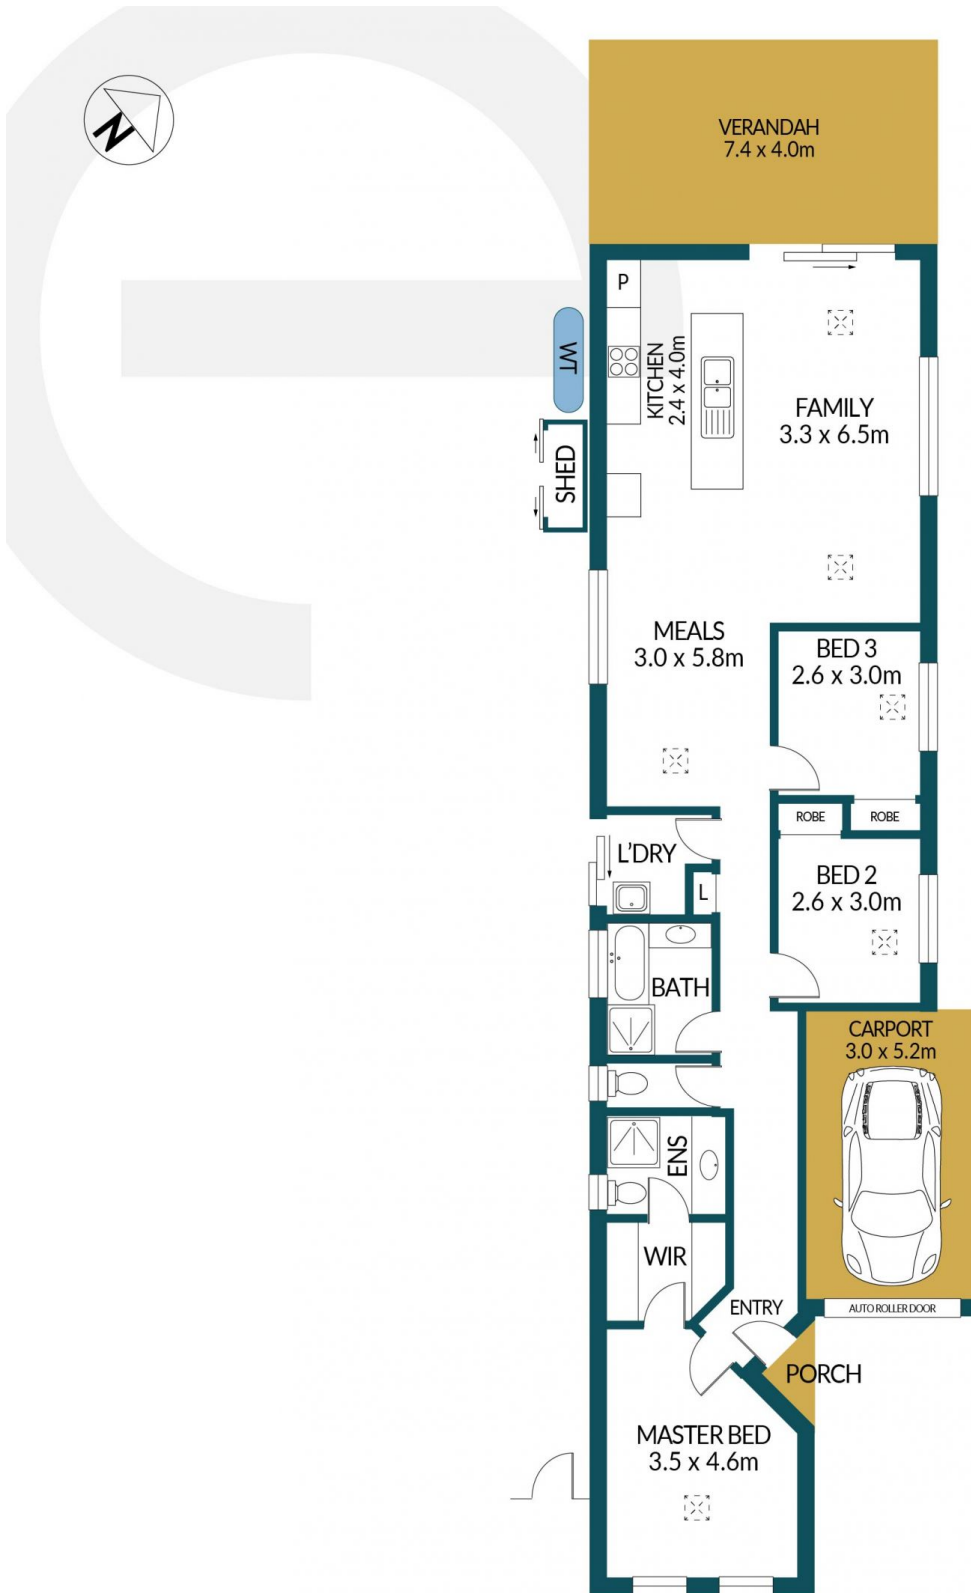 N
VERANDAH
7.4 x 4.0m
P
WT
KITCHEN
2.4 x 4.0m
FAMILY
3.3 x 6.5m
SHED
MEALS
3.0 x 5.8m
BED 3
2.6 x 3.0m
ROBE
ROBE
L'DRY
L
BED 2
2.6 x 3.0m
BATH
CARPORT
3.0 x 5.2m
ENS
WIR
ENTRY
AUTO ROLLER DOOR
PORCH
MASTER BED
3.5 x 4.6m